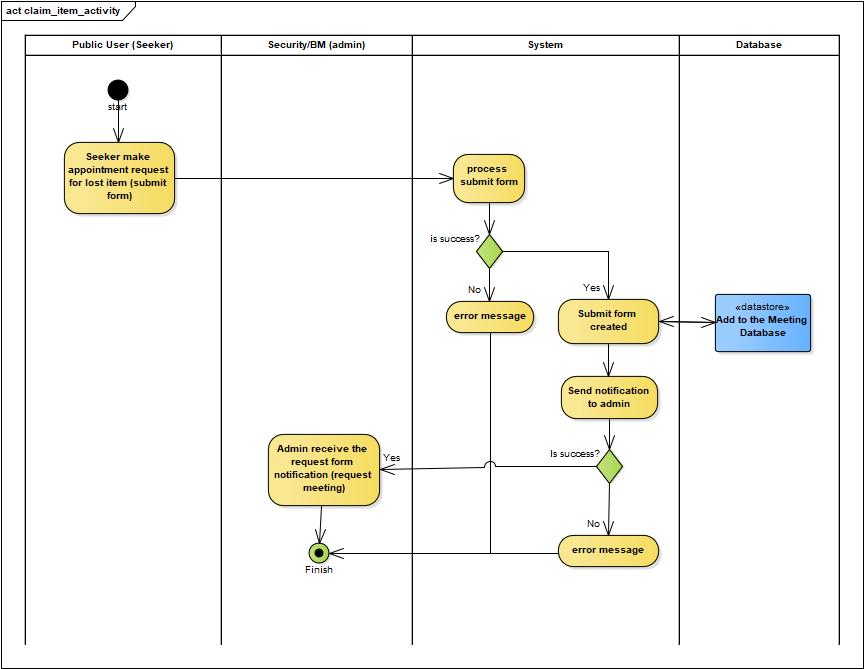 act claim_item_activity
Public User (Seeker)
Security/BM (admin)
System
Database
start
Seeker make
appointment request
for lost item (submit
form)
process
submit form
is success?
No
Yes
error message
Submit form
created
«datastore»
Add to the Meeting
Database
Send notification
to admin
Is success?
Yes
Admin receive the
request form
notification (request
meeting)
No
error message
Finish